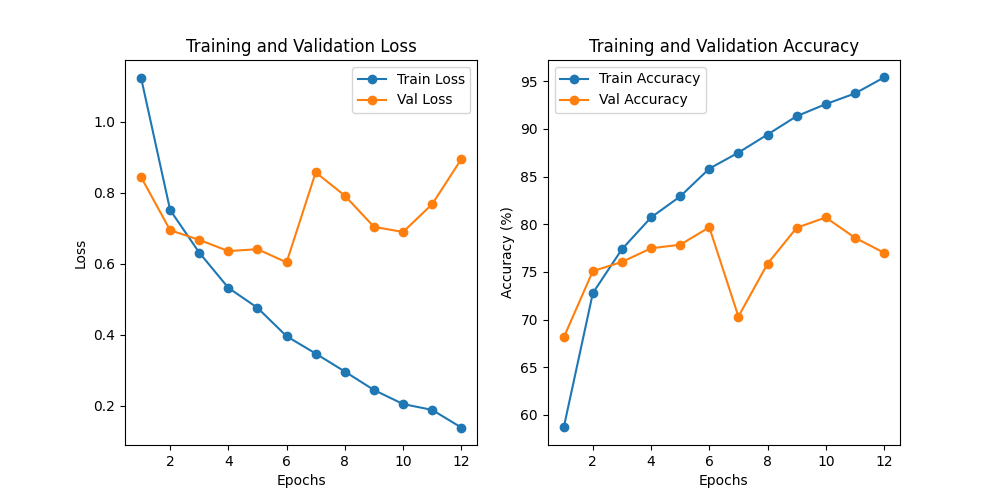 Training and Validation Loss
Train Loss
Val Loss
1.0
0.8
0.6
0.4
0.2
Loss
2 4 6 8 10 12
Epochs
Training and Validation Accuracy
Train Accuracy
Val Accuracy
95
90
85
80
75
70
65
60
Accuracy (%)
2 4 6 8 10 12
Epochs